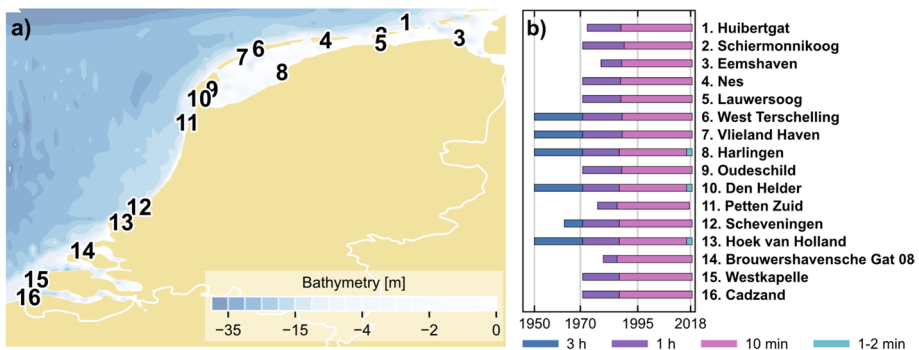 a)
1
2
3
4
5
6
7
8
9
10
11
12
13
14
15
16
Bathymetry [m]
−35 −15 −4 −2 0
b)
1. Huibertgat
2. Schiermonnikoog
3. Eemshaven
4. Nes
5. Lauwersoog
6. West Terschelling
7. Vlieland Haven
8. Harlingen
9. Oudeschild
10. Den Helder
11. Petten Zuid
12. Scheveningen
13. Hoek van Holland
14. Brouwershavensche Gat 08
15. Westkapelle
16. Cadzand
1950 1970 1995 2018
3 h 1 h 10 min 1-2 min